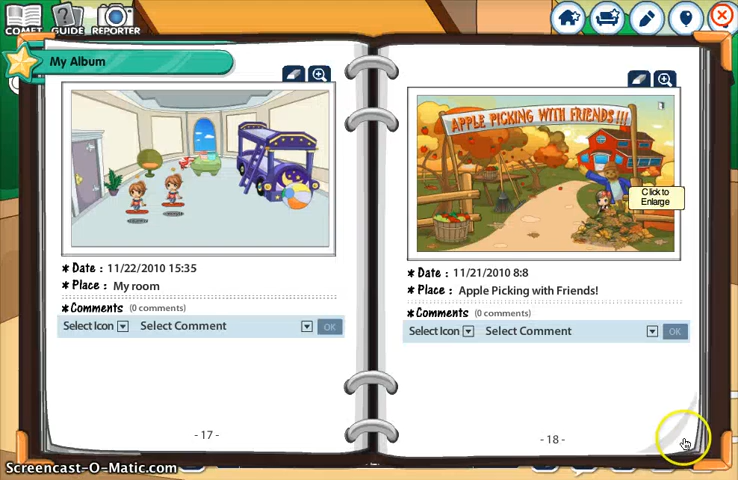 COMET GUIDE REPORTER
My Album
APPLE PICKING WITH FRIENDS!!!
Click to
Enlarge
* Date : 11/22/2010 15:35
* Place : My room
* Comments (0 comments)
Select Icon Select Comment OK
- 17 -
* Date : 11/21/2010 8:8
* Place : Apple Picking with Friends!
* Comments (0 comments)
Select Icon Select Comment OK
- 18 -
Screencast-O-Matic.com